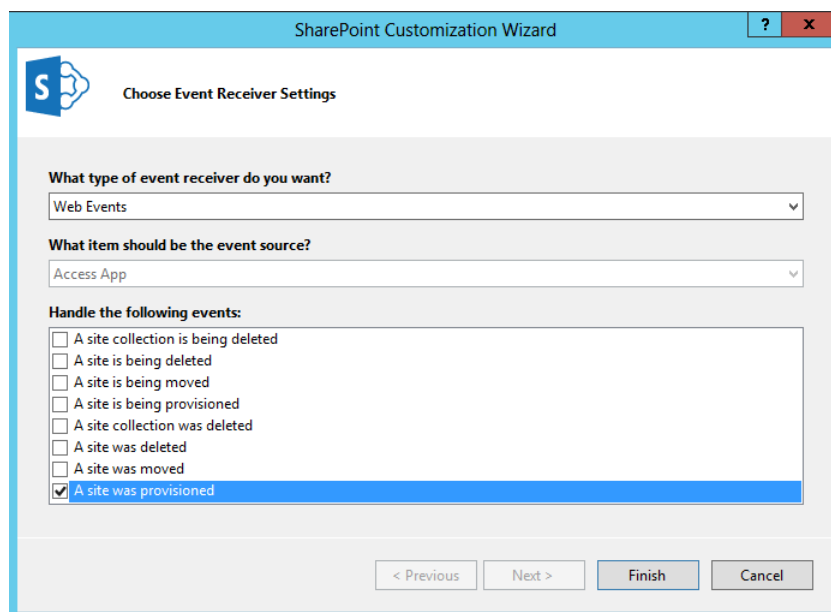 SharePoint Customization Wizard
? x
S
Choose Event Receiver Settings
What type of event receiver do you want?
Web Events
What item should be the event source?
Access App
Handle the following events:
A site collection is being deleted
A site is being deleted
A site is being moved
A site is being provisioned
A site collection was deleted
A site was deleted
A site was moved
A site was provisioned
< Previous Next > Finish Cancel